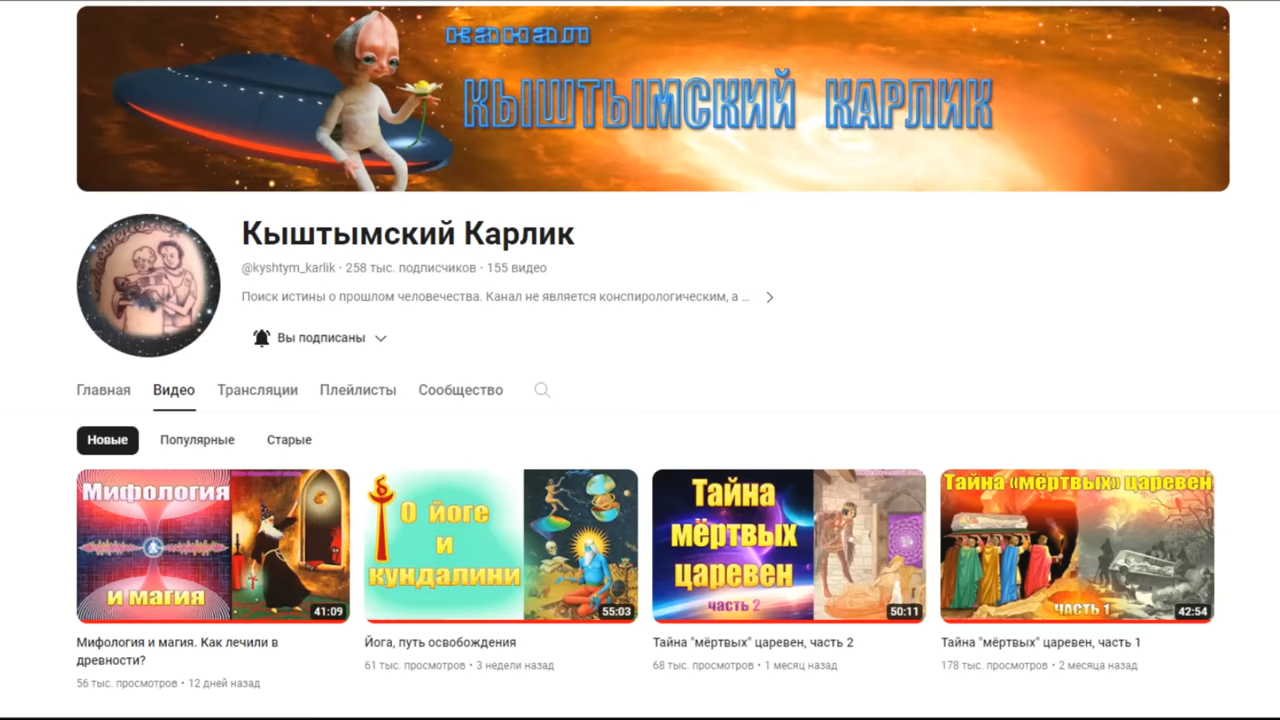 канал
КЫШТЫМСКИЙ КАРЛИК
Кыштымский Карлик
@kyshtym_karlik · 258 тыс. подписчиков · 155 видео
Поиск истины о прошлом человечества. Канал не является конспирологическим, а ...
Вы подписаны
Главная Видео Трансляции Плейлисты Сообщество
Новые Популярные Старые
Мифология
и магия
41:09
О йоге
и
кундалини
55:03
Тайна
мёртвых
царевен
часть 2
50:11
Тайна «мёртвых» царевен
часть 1
42:54
Мифология и магия. Как лечили в
древности?
56 тыс. просмотров • 12 дней назад
Йога, путь освобождения
61 тыс. просмотров • 3 недели назад
Тайна "мёртвых" царевен, часть 2
68 тыс. просмотров • 1 месяц назад
Тайна "мёртвых" царевен, часть 1
178 тыс. просмотров • 2 месяца назад